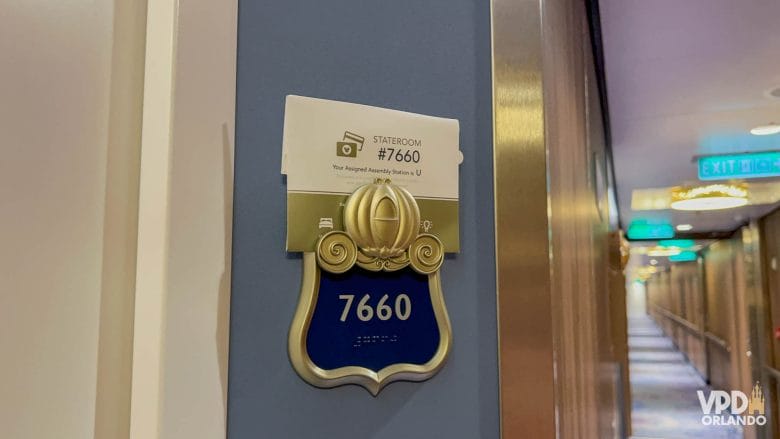 STATEROOM
#7660
Your Assigned Assembly Station is U
7660
EXIT
VPD
ORLANDO